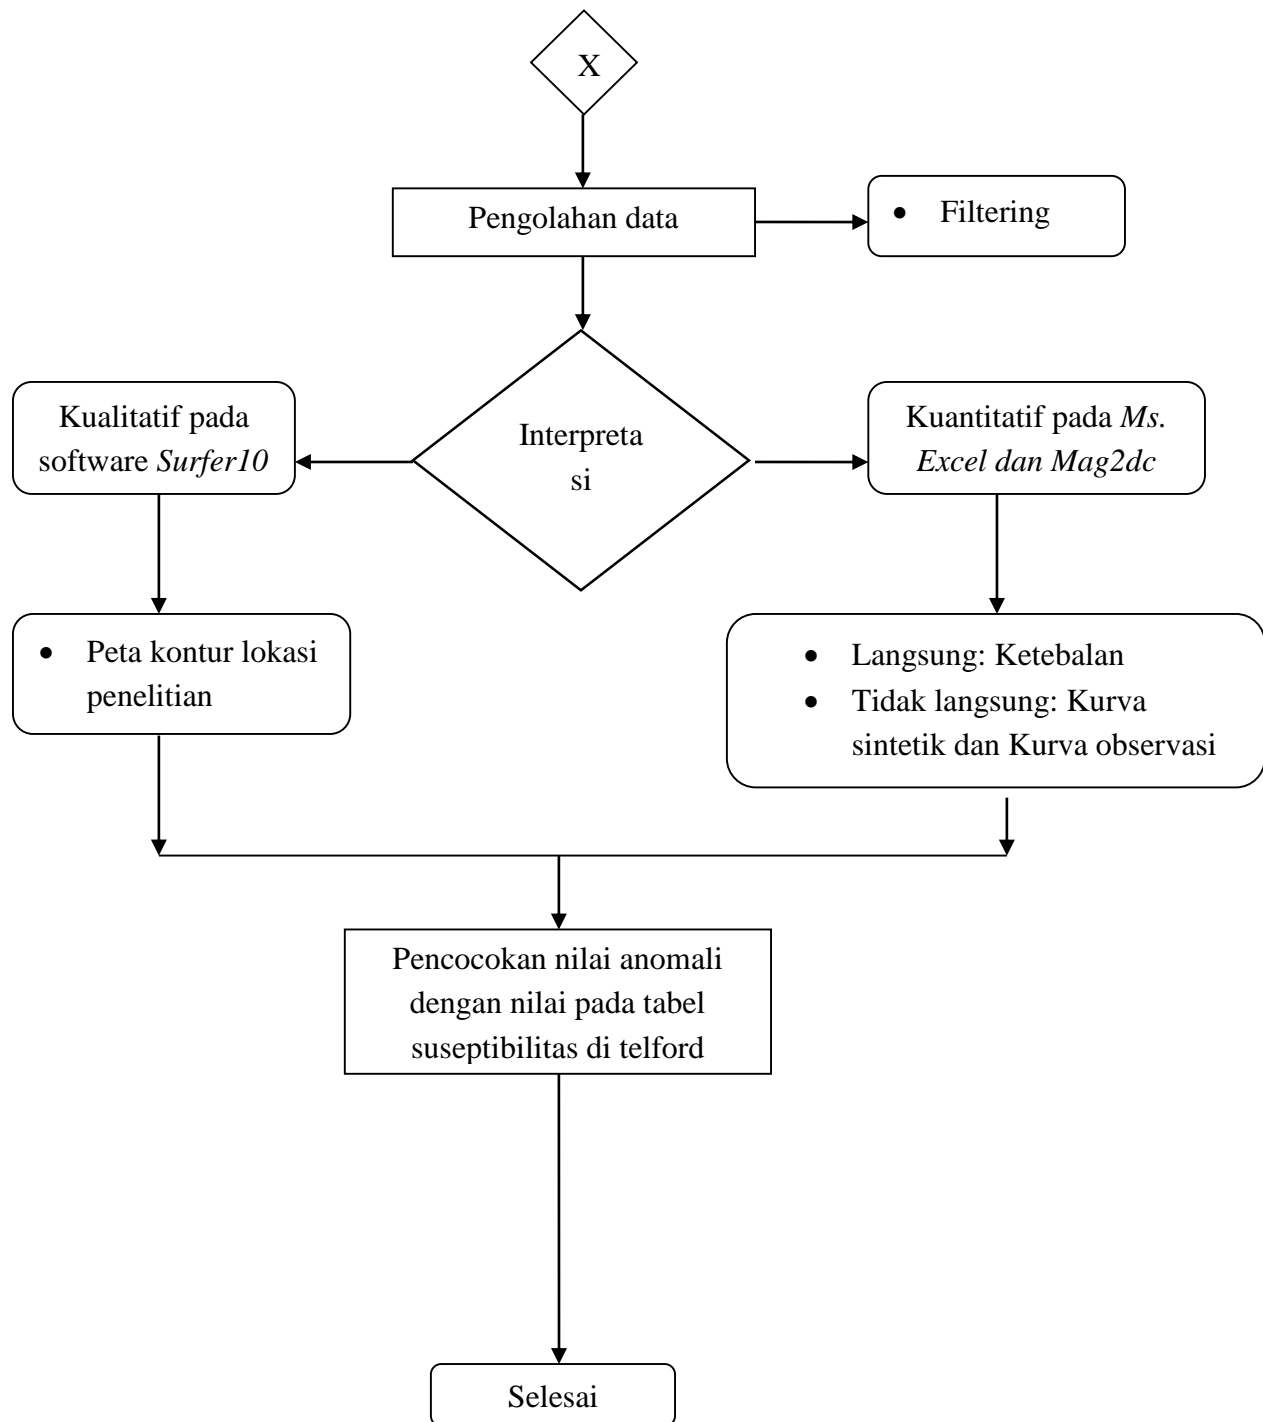 X
Pengolahan data
• Filtering
Interpreta
si
Kualitatif pada
software Surfer10
Kuantitatif pada Ms.
Excel dan Mag2dc
• Peta kontur lokasi
penelitian
• Langsung: Ketebalan
• Tidak langsung: Kurva
sintetik dan Kurva observasi
Pencocokan nilai anomali
dengan nilai pada tabel
suseptibilitas di telford
Selesai